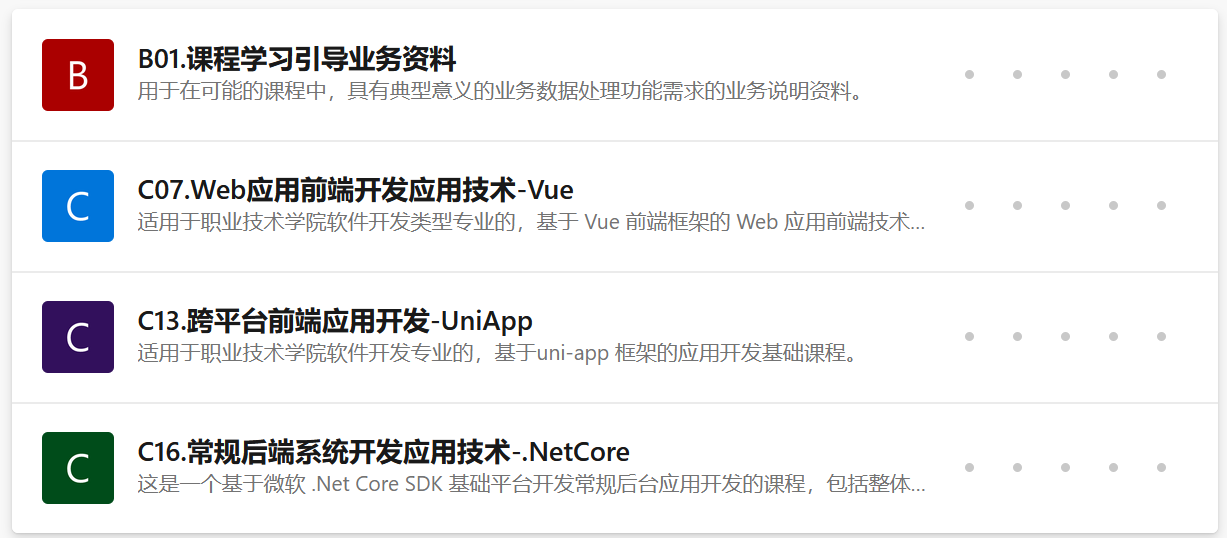 B
B01.课程学习引导业务资料
用于在可能的课程中，具有典型意义的业务数据处理功能需求的业务说明资料。
C
C07.Web应用前端开发应用技术-Vue
适用于职业技术学院软件开发类型专业的，基于 Vue 前端框架的 Web 应用前端技术...
C
C13.跨平台前端应用开发-UniApp
适用于职业技术学院软件开发专业的，基于uni-app 框架的应用开发基础课程。
C
C16.常规后端系统开发应用技术-.NetCore
这是一个基于微软 .Net Core SDK 基础平台开发常规后台应用开发的课程，包括整体...